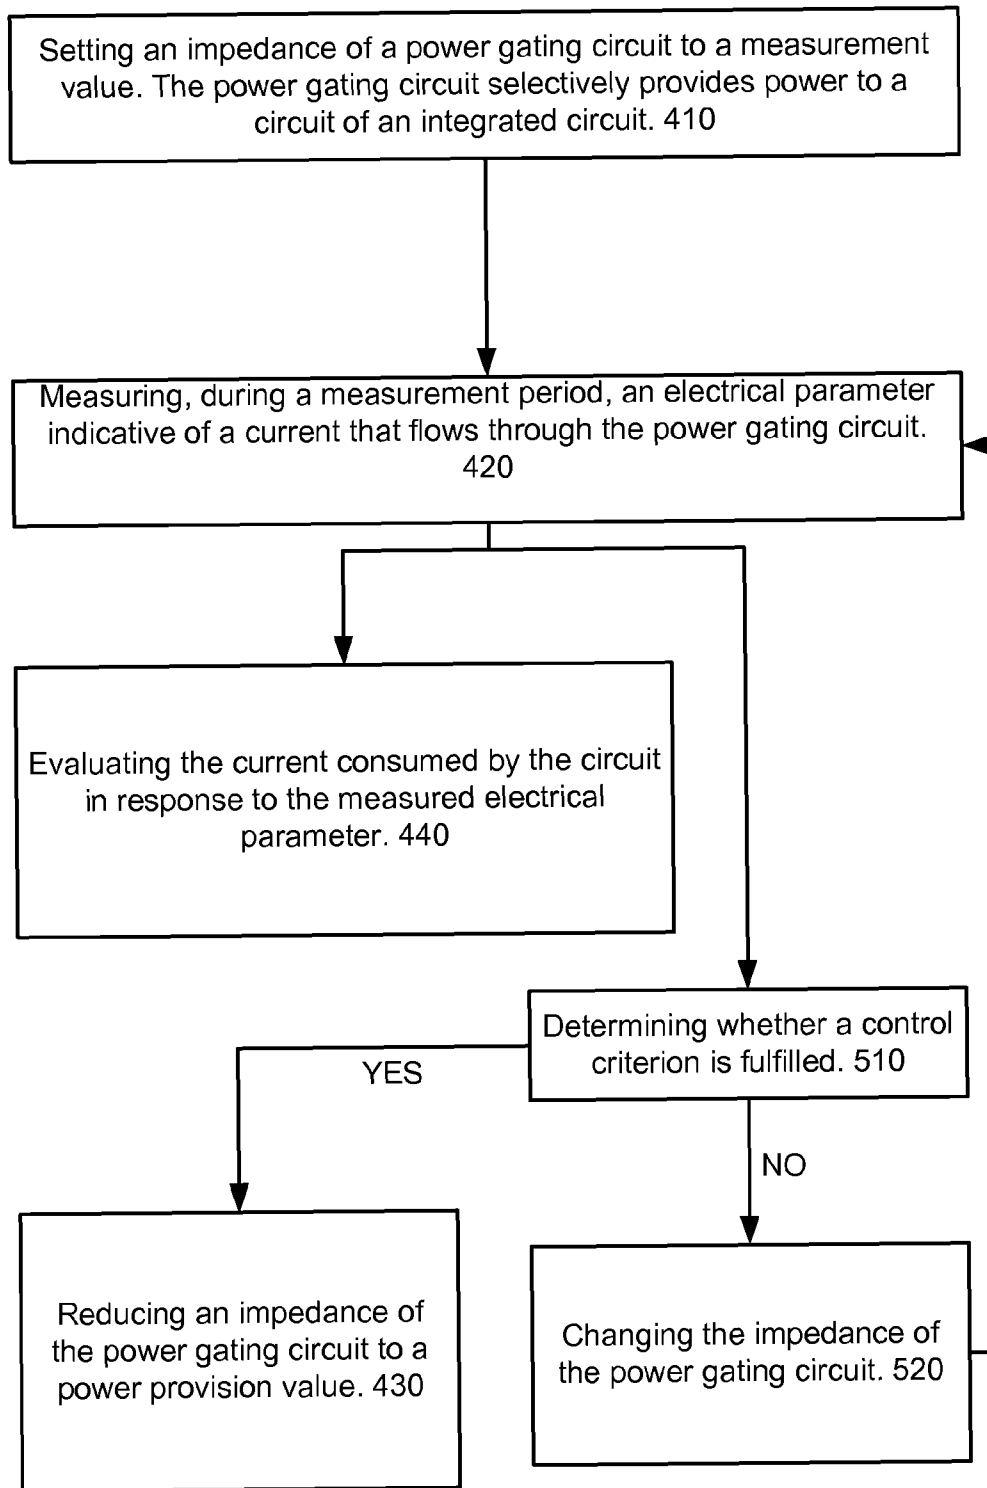 Setting an impedance of a power gating circuit to a measurement
value. The power gating circuit selectively provides power to a
circuit of an integrated circuit. 410
Measuring, during a measurement period, an electrical parameter
indicative of a current that flows through the power gating circuit.
420
Evaluating the current consumed by the circuit
in response to the measured electrical
parameter. 440
Determining whether a control
criterion is fulfilled. 510
YES
NO
Reducing an impedance of
the power gating circuit to a
power provision value. 430
Changing the impedance of
the power gating circuit. 520